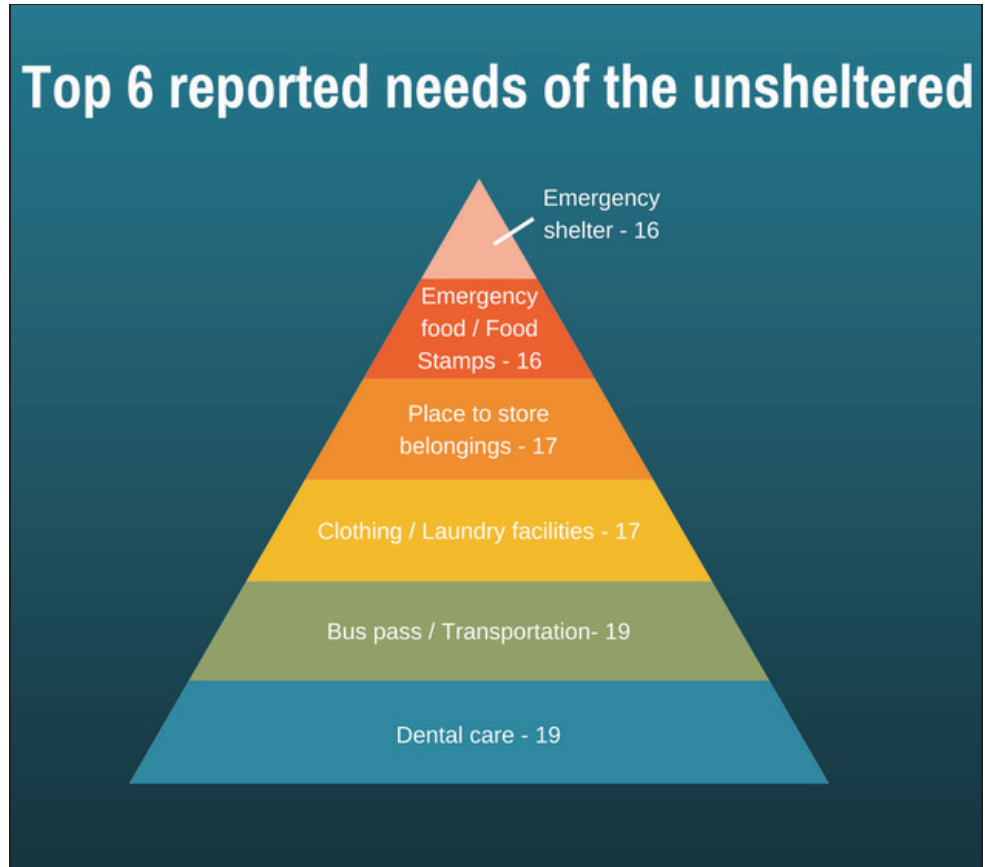 Top 6 reported needs of the unsheltered
Emergency
shelter - 16
Emergency
food / Food
Stamps - 16
Place to store
belongings - 17
Clothing / Laundry facilities - 17
Bus pass / Transportation- 19
Dental care - 19